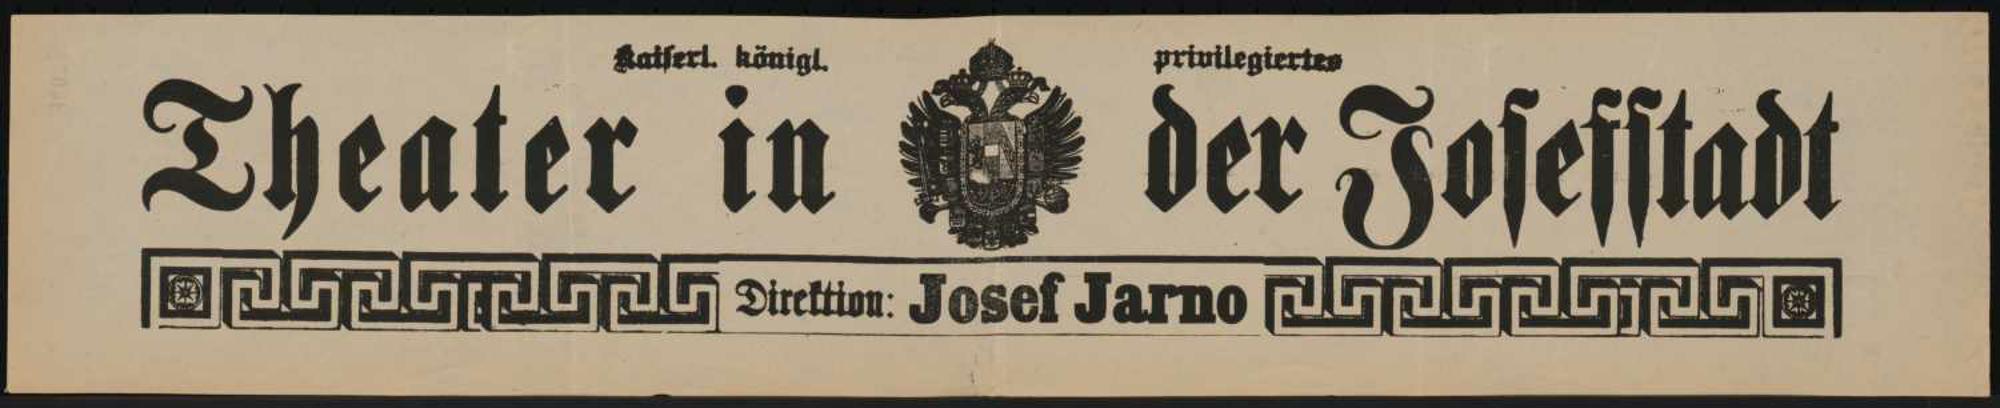 Kaiserl. königl. privilegiertes
Theater in der Josefstadt
Direktion: Josef Jarno